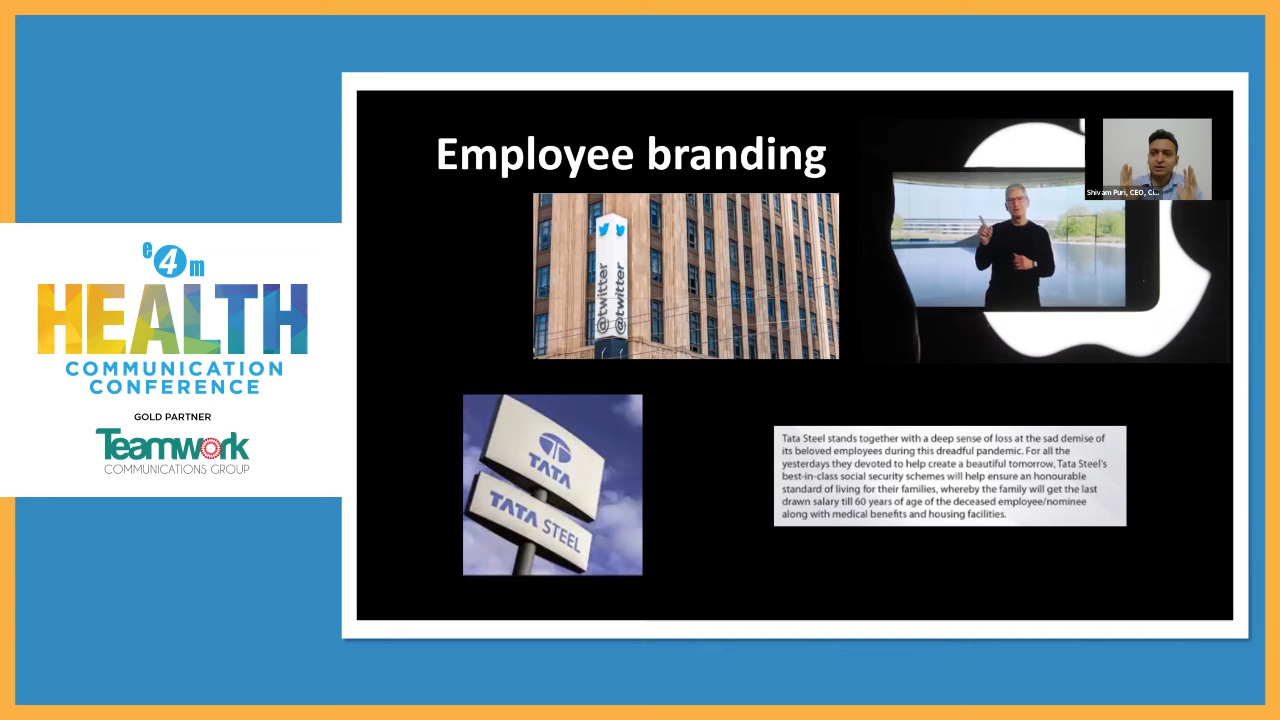 e4m
HEALTH
COMMUNICATION
CONFERENCE
GOLD PARTNER
Teamwork
COMMUNICATIONS GROUP
Employee branding
@twitter
@twitter
Shivam Puri, CEO, Ci...
TATA
TATA STEEL
Tata Steel stands together with a deep sense of loss at the sad demise of
its beloved employees during this dreadful pandemic. For all the
yesterdays they devoted to help create a beautiful tomorrow, Tata Steel's
best-in-class social security schemes will help ensure an honourable
standard of living for their families, whereby the family will get the last
drawn salary till 60 years of age of the deceased employee/nominee
along with medical benefits and housing facilities.